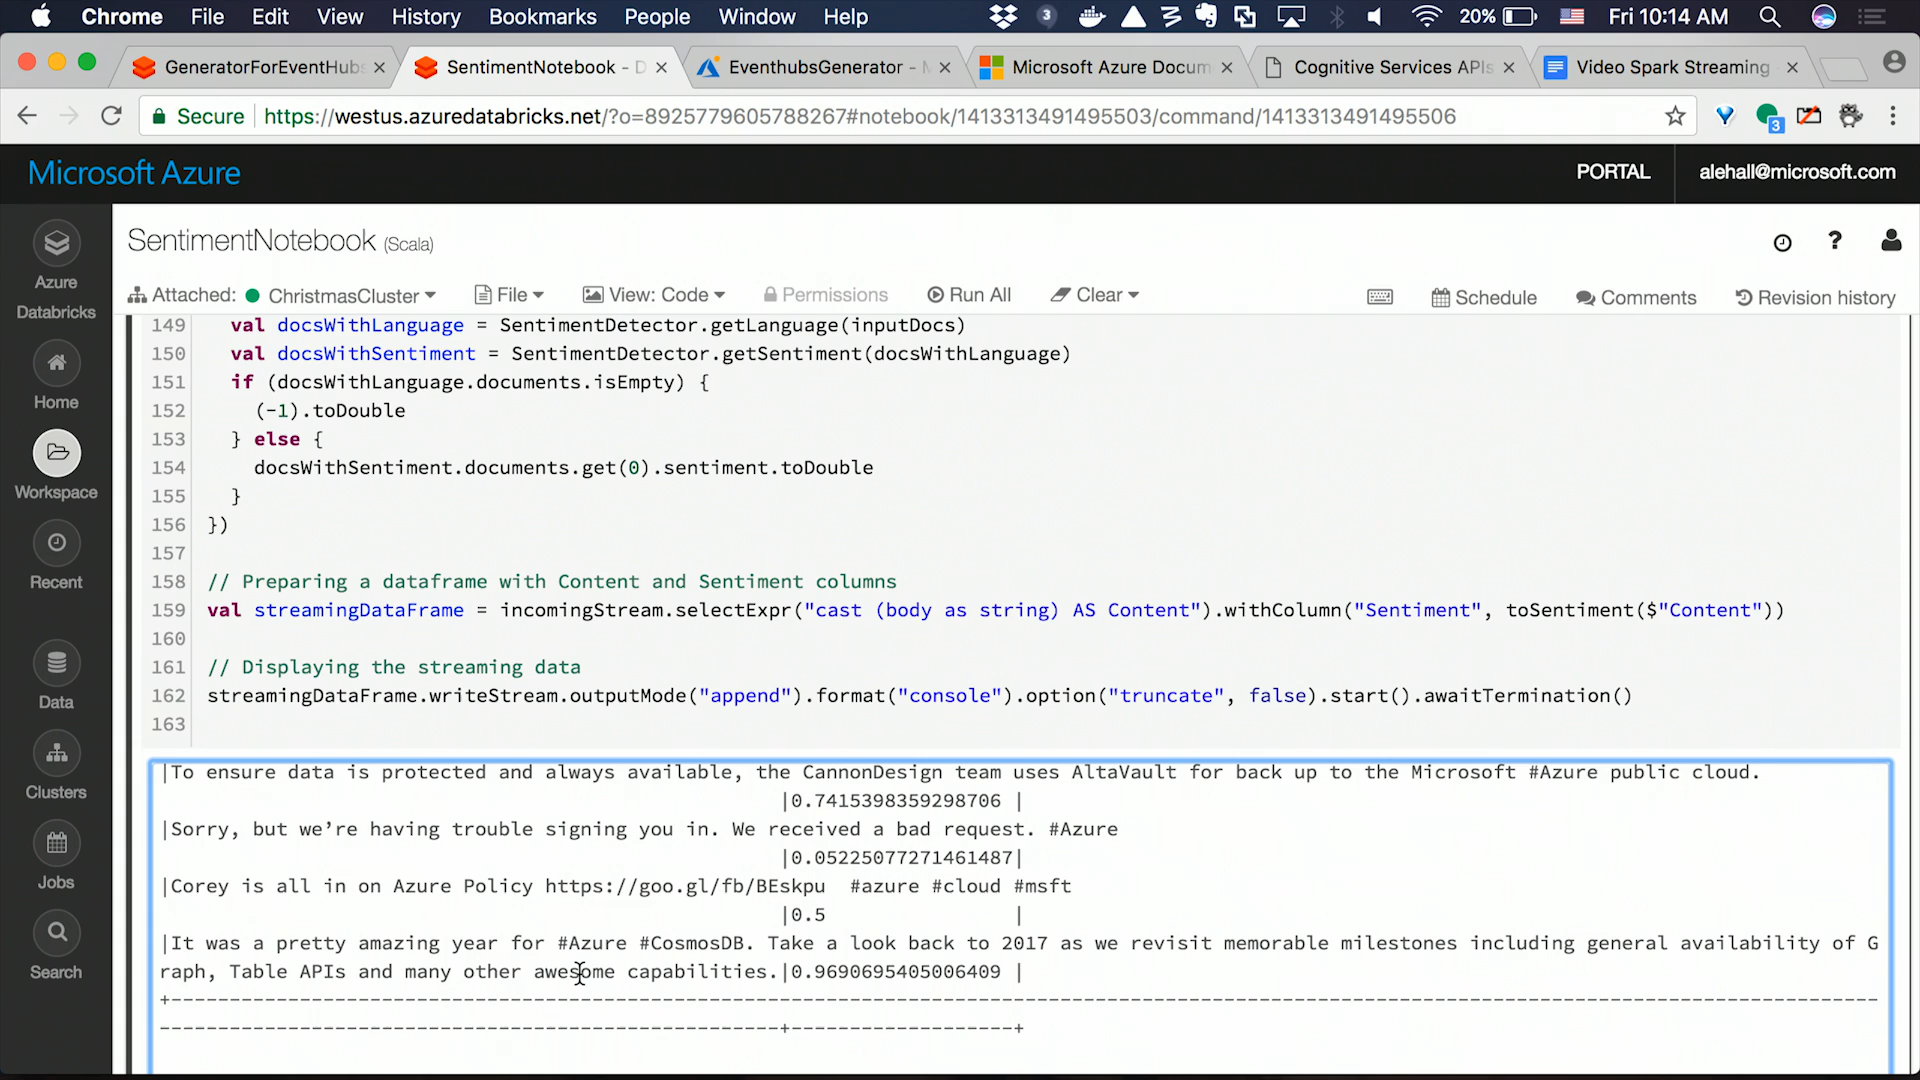 Chrome File Edit View History Bookmarks People Window Help 3 20% Fri 10:14 AM
GeneratorForEventHubs SentimentNotebook - D EventhubsGenerator - M Microsoft Azure Docum Cognitive Services APIs Video Spark Streaming
Secure https://westus.azuredatabricks.net/?o=8925779605788267#notebook/1413313491495503/command/1413313491495506 3
Microsoft Azure PORTAL alehall@microsoft.com
SentimentNotebook (Scala) ?
Attached: ChristmasCluster File View: Code Permissions Run All Clear Schedule Comments Revision history
Azure
Databricks
Home
Workspace
Recent
Data
Clusters
Jobs
Search
149 val docsWithLanguage = SentimentDetector.getLanguage(inputDocs)
150 val docsWithSentiment = SentimentDetector.getSentiment(docsWithLanguage)
151 if (docsWithLanguage.documents.isEmpty) {
152 (-1).toDouble
153 } else {
154 docsWithSentiment.documents.get(0).sentiment.toDouble
155 }
156 })
157
158 // Preparing a dataframe with Content and Sentiment columns
159 val streamingDataFrame = incomingStream.selectExpr("cast (body as string) AS Content").withColumn("Sentiment", toSentiment($"Content"))
160
161 // Displaying the streaming data
162 streamingDataFrame.writeStream.outputMode("append").format("console").option("truncate", false).start().awaitTermination()
163
|To ensure data is protected and always available, the CannonDesign team uses AltaVault for back up to the Microsoft #Azure public cloud.
|0.7415398359298706 |
|Sorry, but we’re having trouble signing you in. We received a bad request. #Azure
|0.05225077271461487|
|Corey is all in on Azure Policy https://goo.gl/fb/BEskpu #azure #cloud #msft
|0.5 |
|It was a pretty amazing year for #Azure #CosmosDB. Take a look back to 2017 as we revisit memorable milestones including general availability of G
raph, Table APIs and many other awesome capabilities.|0.9690695405006409 |